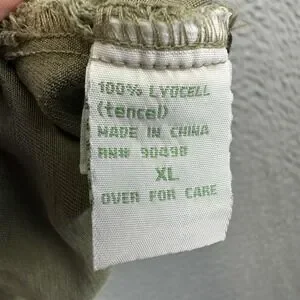 100% LYOCELL
(tencel)
MADE IN CHINA
RN# 90498
XL
OVER FOR CARE